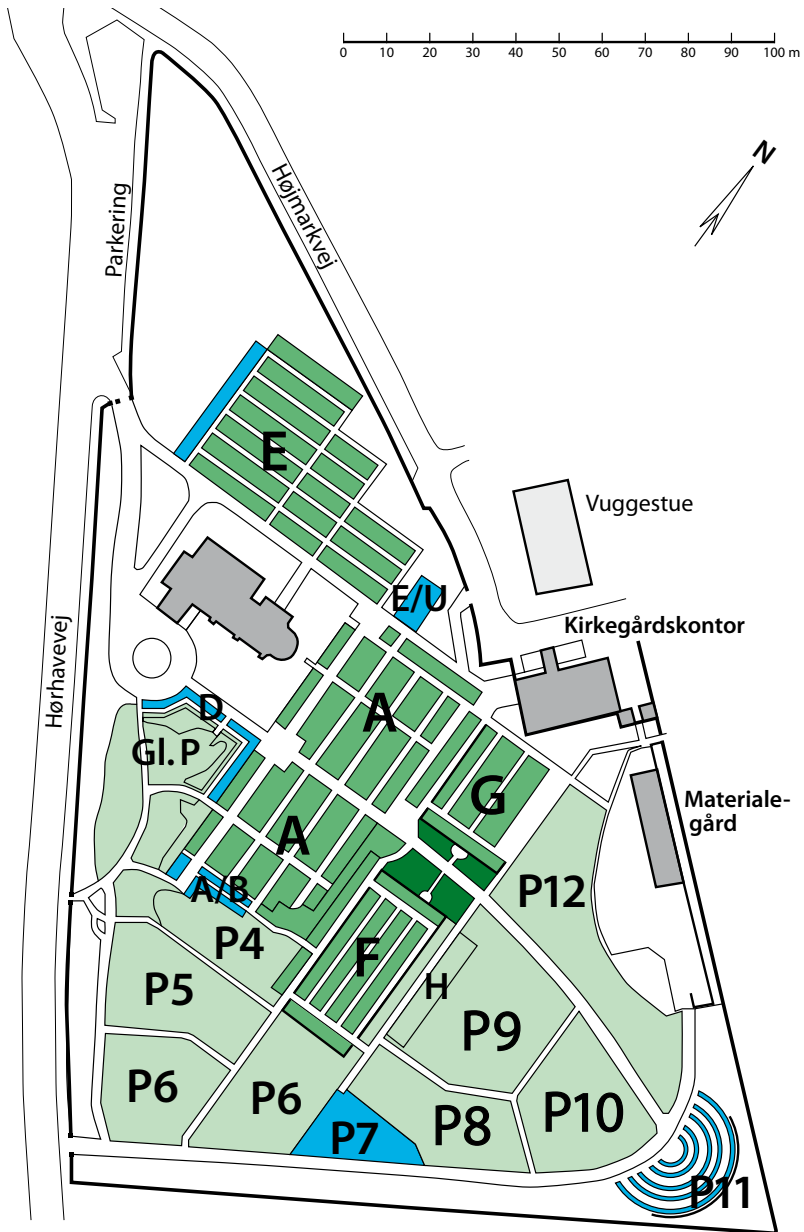 0 10 20 30 40 50 60 70 80 90 100 m
N
Højmarkvej
Parkering
E
Vuggestue
E/U
Kirkegårdskontor
Hørhavevej
A
D
Gl. P
G
Materiale-
gård
A
A/B
P12
P4
F
H
P5
P9
P6
P6
P10
P8
P7
P11